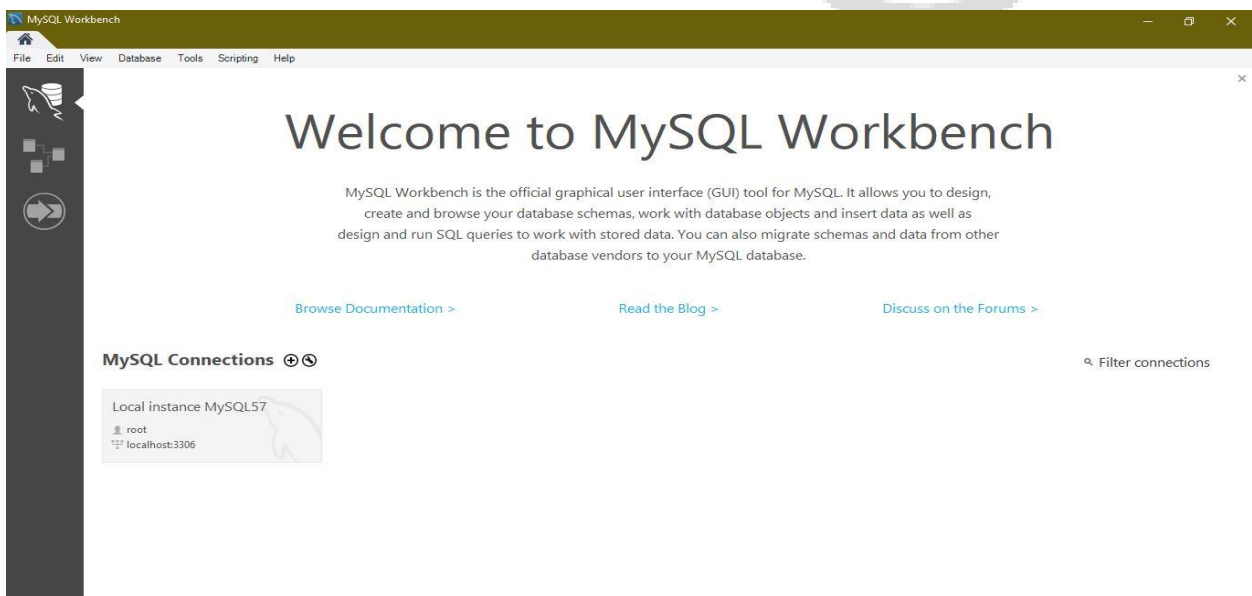 MySQL Workbench
File Edit View Database Tools Scripting Help
Welcome to MySQL Workbench
MySQL Workbench is the official graphical user interface (GUI) tool for MySQL. It allows you to design,
create and browse your database schemas, work with database objects and insert data as well as
design and run SQL queries to work with stored data. You can also migrate schemas and data from other
database vendors to your MySQL database.
Browse Documentation > Read the Blog > Discuss on the Forums >
MySQL Connections Filter connections
Local instance MySQL57
root
localhost:3306